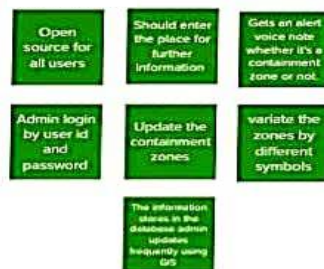 Open
source for
all users
Should enter
the place for
further
information
Gets an alert
voice note
whether it's a
containment
zone or not.
Admin login
by user id
and
password
Update the
containment
zones
variate the
zones by
different
symbols
The information
stores in the
database admin
updates
frequently using
GIS